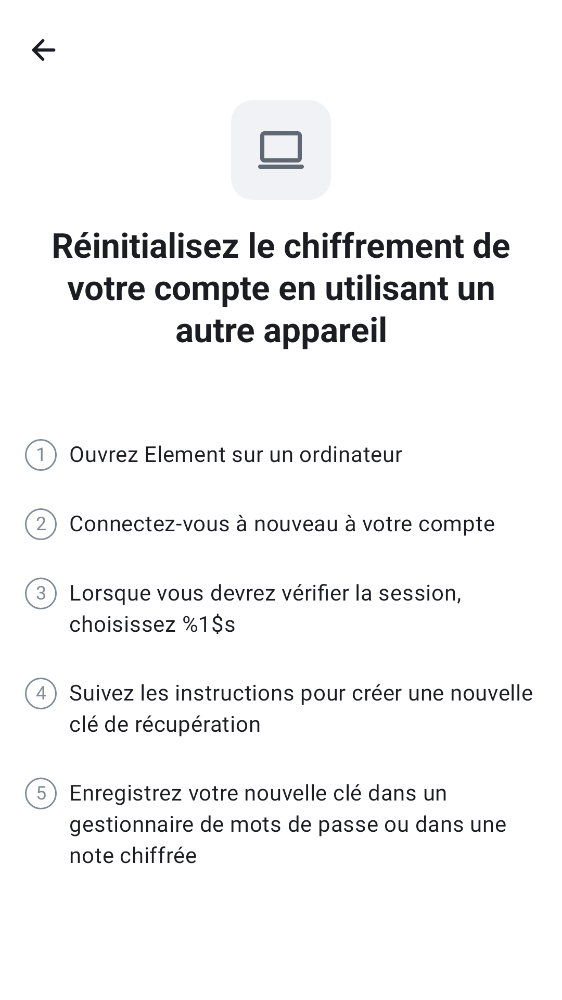 Réinitialisez le chiffrement de
votre compte en utilisant un
autre appareil
1 Ouvrez Element sur un ordinateur
2 Connectez-vous à nouveau à votre compte
3 Lorsque vous devrez vérifier la session,
choisissez %1$s
4 Suivez les instructions pour créer une nouvelle
clé de récupération
5 Enregistrez votre nouvelle clé dans un
gestionnaire de mots de passe ou dans une
note chiffrée